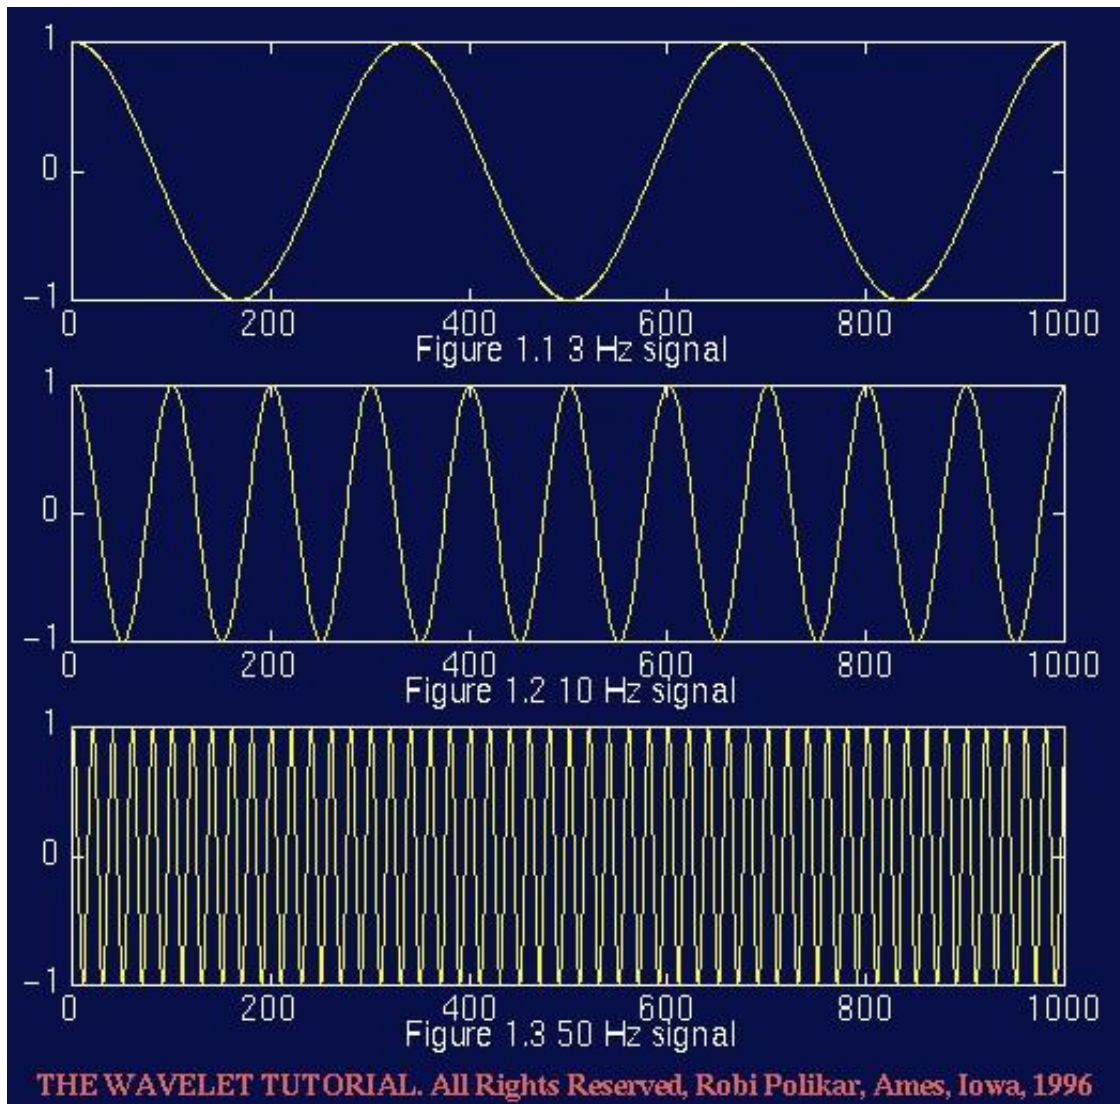 1
0
−1
0 200 400 600 800 1000
Figure 1.1 3 Hz signal
1
0
−1
0 200 400 600 800 1000
Figure 1.2 10 Hz signal
1
0
−1
0 200 400 600 800 1000
Figure 1.3 50 Hz signal
THE WAVELET TUTORIAL. All Rights Reserved, Robi Polikar, Ames, Iowa, 1996